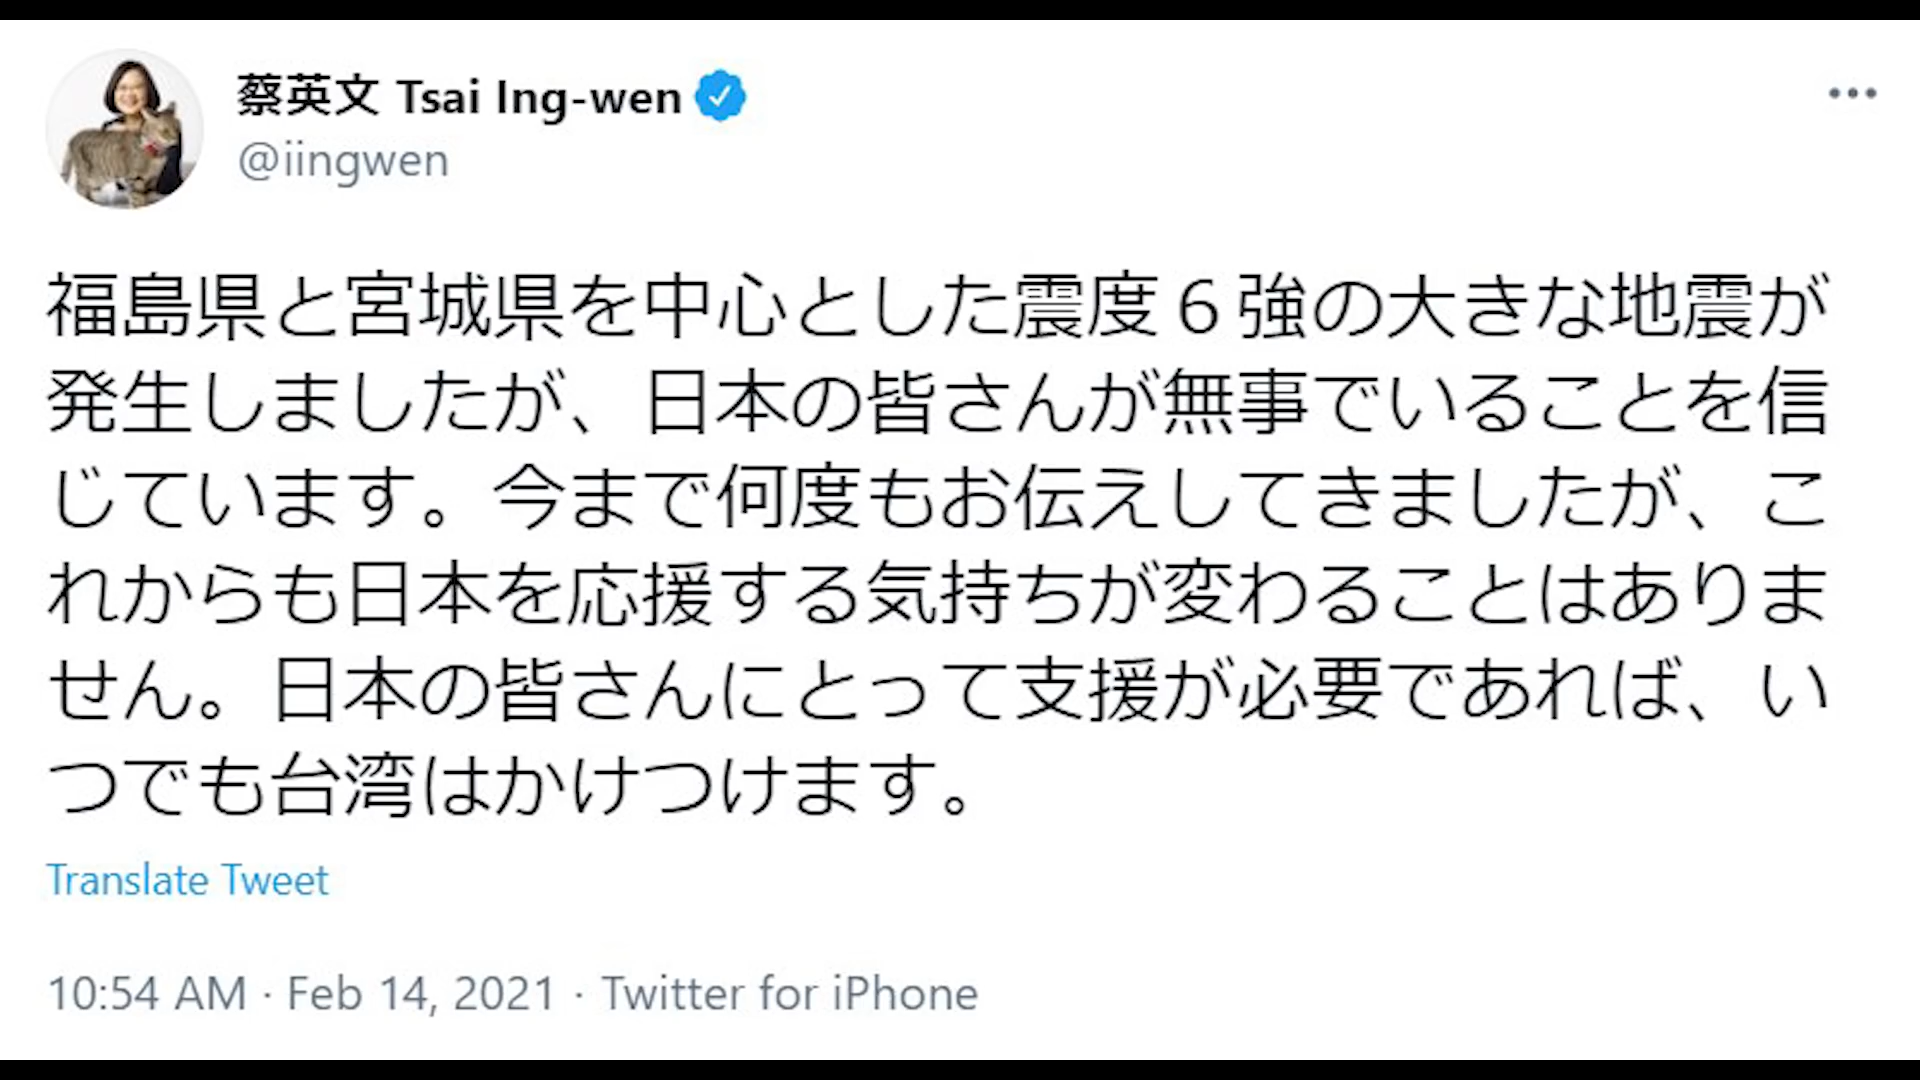 蔡英文 Tsai Ing-wen
@iingwen
福島県と宮城県を中心とした震度６強の大きな地震が
発生しましたが、日本の皆さんが無事でいることを信
じています。今まで何度もお伝えしてきましたが、こ
れからも日本を応援する気持ちが変わることはありま
せん。日本の皆さんにとって支援が必要であれば、い
つでも台湾はかけつけます。
Translate Tweet
10:54 AM · Feb 14, 2021 · Twitter for iPhone